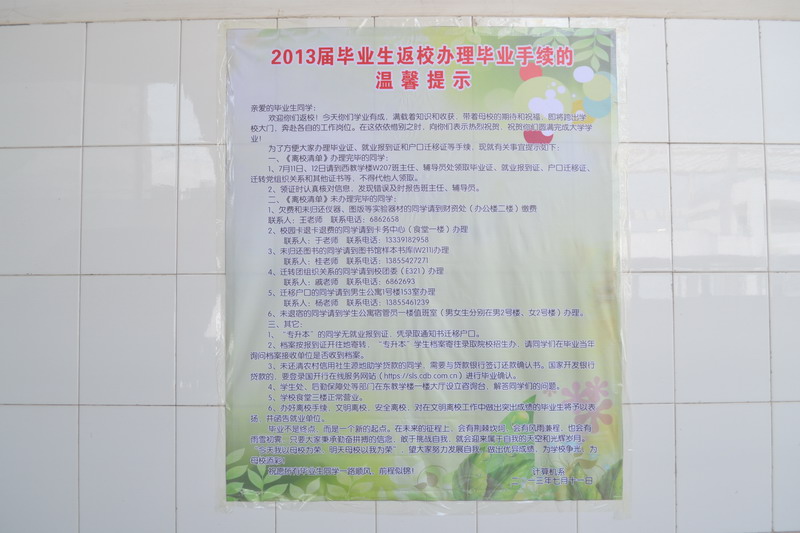 2013届毕业生返校办理毕业手续的
温馨提示
亲爱的毕业生同学：
欢迎你们返校！今天你们学业有成，满载着知识和收获，带着母校的期待和祝福，即将跨出学
校大门，奔赴各自的工作岗位。在这依依惜别之时，向你们表示热烈祝贺，祝贺你们圆满完成大学学
业！
为了方便大家办理毕业证、就业报到证和户口迁移证等手续，现就有关事宜提示如下：
一、《离校清单》办理完毕的同学：
1、7月11日、12日请到西教学楼W207班主任、辅导员处领取毕业证、就业报到证、户口迁移证、
迁转党组织关系和其他证书等，不得代他人领取。
2、领证时认真核对信息，发现错误及时报告班主任、辅导员。
二、《离校清单》未办理完毕的同学：
1、欠费和未归还仪器、图版等实验器材的同学请到财资处（办公楼二楼）缴费
联系人：王老师 联系电话：6862658
2、校园卡退卡退费的同学请到卡务中心（食堂一楼）办理
联系人：于老师 联系电话：13339182958
3、未归还图书的同学请到图书馆样本书库(W211)办理
联系人：桂老师 联系电话：13855427271
4、迁转团组织关系的同学请到校团委（E321）办理
联系人：戚老师 联系电话：6862693
5、迁移户口的同学请到男生公寓1号楼153室办理
联系人：杨老师 联系电话：13855461239
6、未退宿的同学请到学生公寓宿管员一楼值班室（男女生分别在男2号楼、女2号楼）办理。
三、其它：
1、“专升本”的同学无就业报到证，凭录取通知书迁移户口。
2、档案按报到证开往地寄转，“专升本”学生档案寄往录取院校招生办，请同学们在毕业当年
询问档案接收单位是否收到档案。
3、未还清农村信用社生源地助学贷款的同学，需要与贷款银行签订还款确认书。国家开发银行
贷款的，要登录国开行在线服务网站（https://sls.cdb.com.cn）进行毕业确认。
4、学生处、后勤保障处等部门在东教学楼一楼大厅设立咨询台，解答同学们的问题。
5、学校食堂三楼正常营业。
6、办好离校手续，文明离校、安全离校，对在文明离校工作中做出突出成绩的毕业生将予以表
扬，并函告就业单位。
毕业不是终点，而是一个新的起点。在未来的征程上，会有荆棘坎坷，会有风雨兼程，也会有
雨雪初霁，只要大家秉承勤奋拼搏的信念，敢于挑战自我，就会迎来属于自我的天空和光辉岁月。
“今天我以母校为荣，明天母校以我为荣”，望大家努力发展自我，做出优异成绩，为学校争光，为
母校添彩！
祝愿所有毕业生同学一路顺风，前程似锦！
计算机系
二〇一三年七月十一日